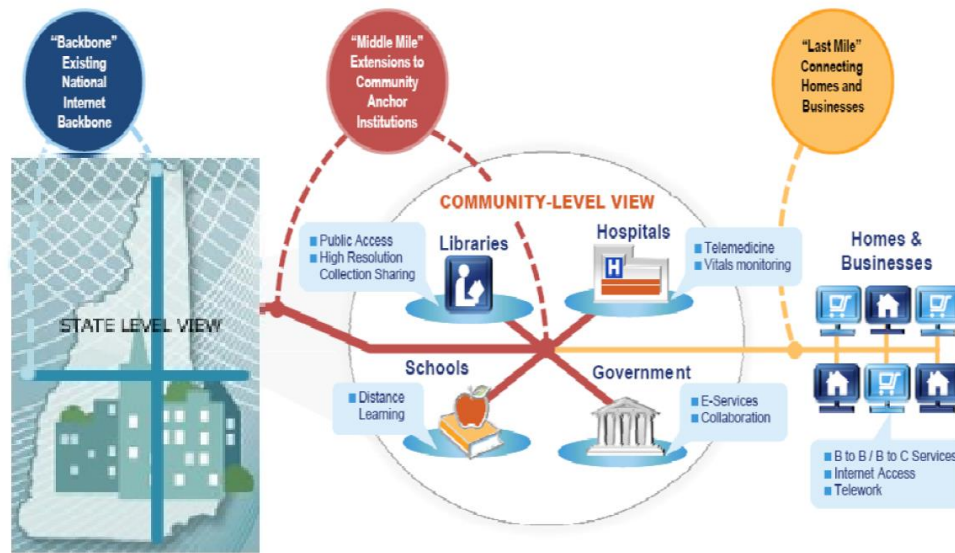 “Backbone”
Existing
National
Internet
Backbone
“Middle Mile”
Extensions to
Community
Anchor
Institutions
“Last Mile”
Connecting
Homes and
Businesses
STATE LEVEL VIEW
COMMUNITY-LEVEL VIEW
Public Access
High Resolution
Collection Sharing
Libraries
Hospitals
H
Telemedicine
Vitals monitoring
Schools
Distance
Learning
Government
E-Services
Collaboration
Homes &
Businesses
B to B / B to C Services
Internet Access
Telework